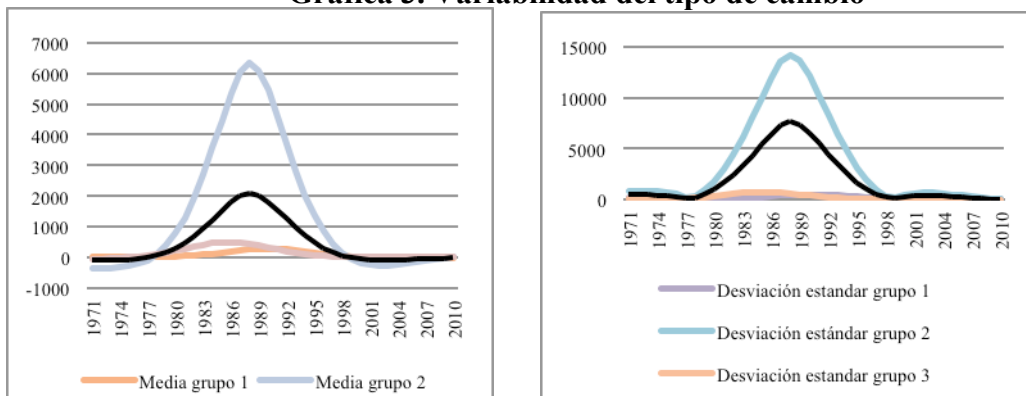 Gráfica 3. Variabilidad del tipo de cambio
7000
6000
5000
4000
3000
2000
1000
0
-1000
1971 1974 1977 1980 1983 1986 1989 1992 1995 1998 2001 2004 2007 2010
Media grupo 1 Media grupo 2
15000
10000
5000
0
1971 1974 1977 1980 1983 1986 1989 1992 1995 1998 2001 2004 2007 2010
Desviación estandar grupo 1
Desviación estándar grupo 2
Desviación estandar grupo 3